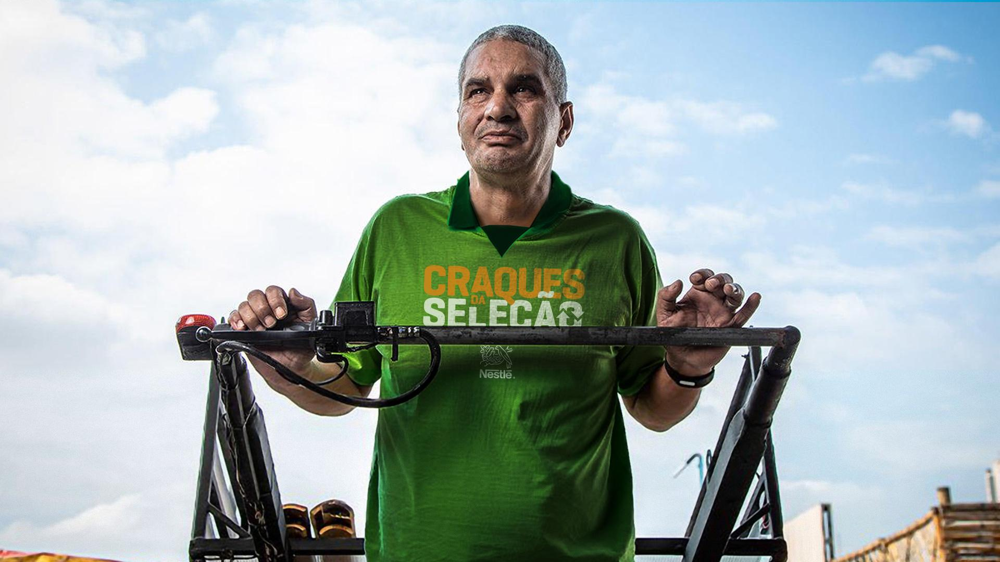 CRAQUES
DA
SELEÇÃO
Nestlé